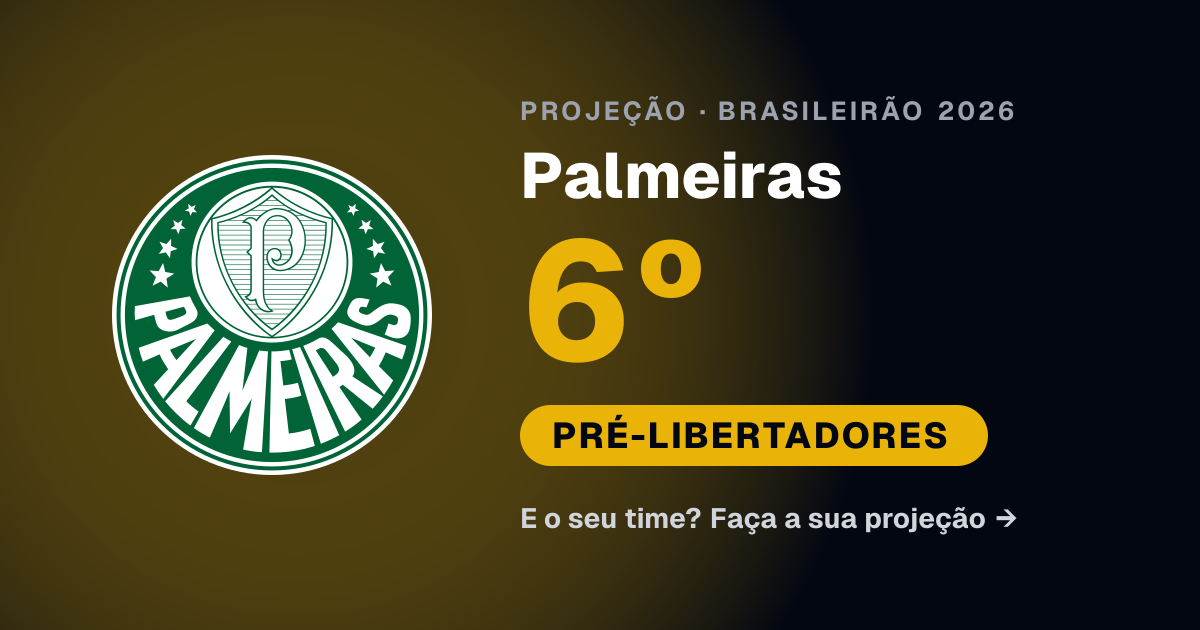 P
PALMEIRAS
PROJEÇÃO · BRASILEIRÃO 2026
Palmeiras
6º
PRÉ-LIBERTADORES
E o seu time? Faça a sua projeção →